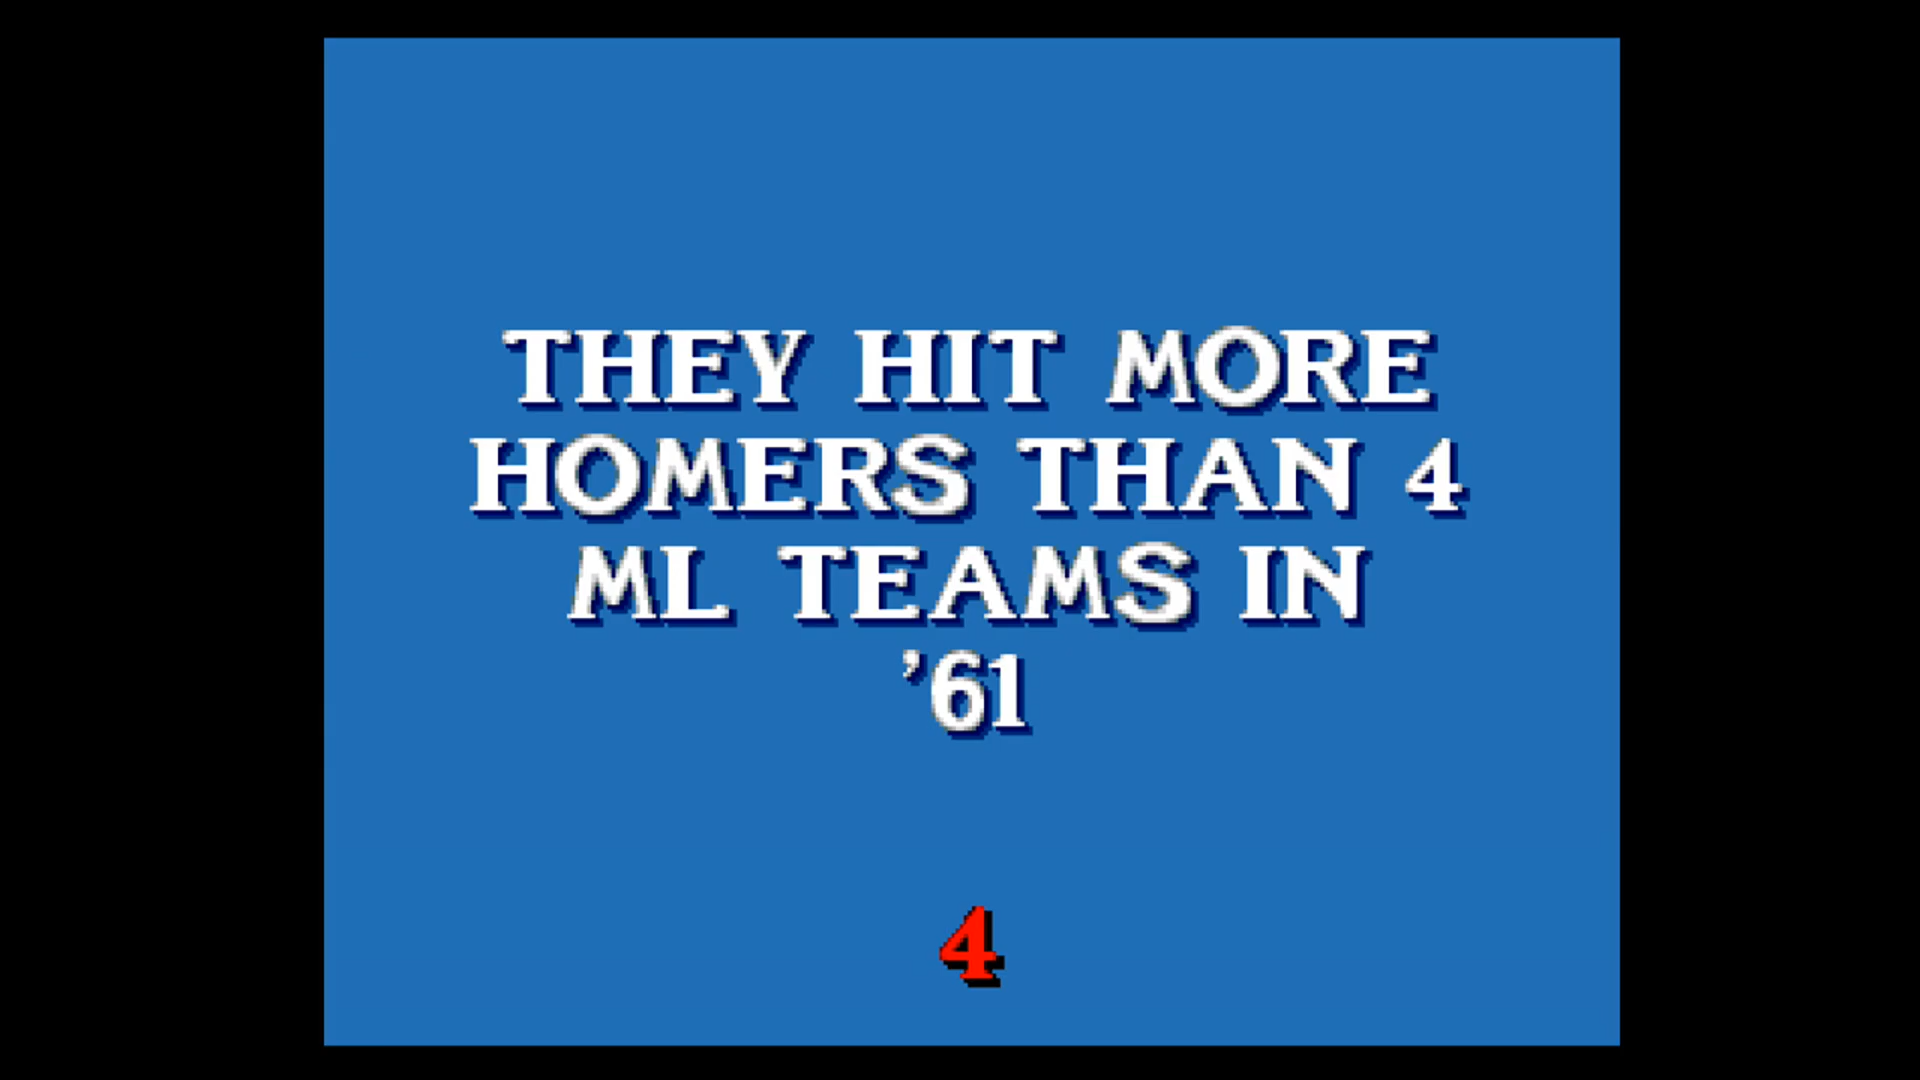 THEY HIT MORE
HOMERS THAN 4
ML TEAMS IN
’61
4